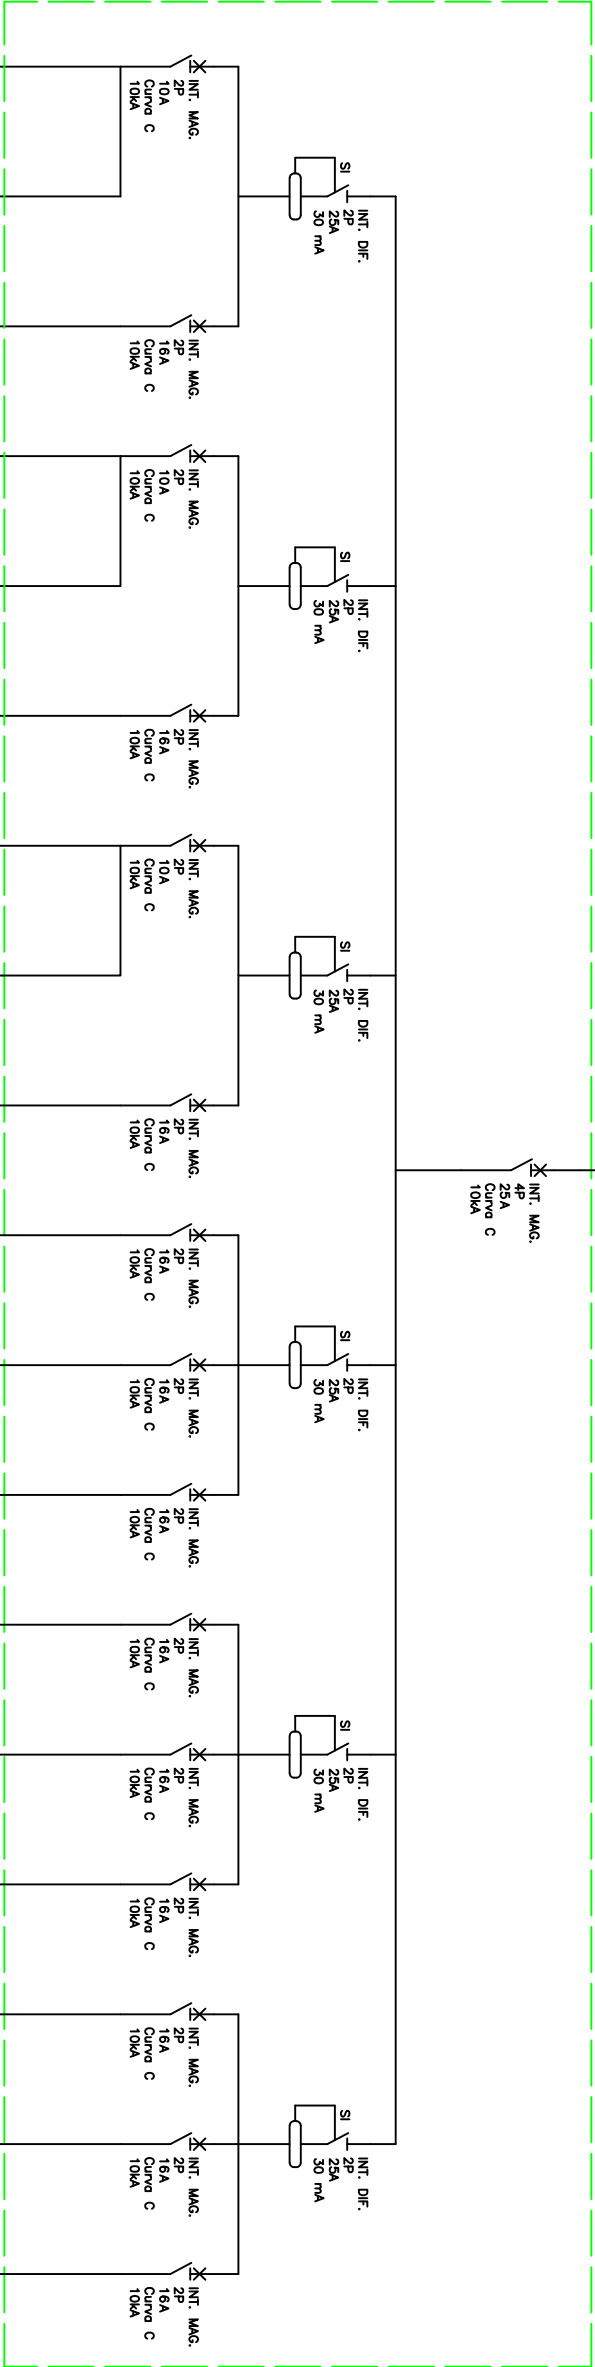 INT. MAG.
4P
25A
Curva C
10kA
SI
INT. DIF.
2P
25A
30 mA
SI
INT. DIF.
2P
25A
30 mA
SI
INT. DIF.
2P
25A
30 mA
SI
INT. DIF.
2P
25A
30 mA
SI
INT. DIF.
2P
25A
30 mA
SI
INT. DIF.
2P
25A
30 mA
INT. MAG.
2P
10A
Curva C
10kA
INT. MAG.
2P
16A
Curva C
10kA
INT. MAG.
2P
10A
Curva C
10kA
INT. MAG.
2P
16A
Curva C
10kA
INT. MAG.
2P
10A
Curva C
10kA
INT. MAG.
2P
16A
Curva C
10kA
INT. MAG.
2P
16A
Curva C
10kA
INT. MAG.
2P
16A
Curva C
10kA
INT. MAG.
2P
16A
Curva C
10kA
INT. MAG.
2P
16A
Curva C
10kA
INT. MAG.
2P
16A
Curva C
10kA
INT. MAG.
2P
16A
Curva C
10kA
INT. MAG.
2P
16A
Curva C
10kA
INT. MAG.
2P
16A
Curva C
10kA
INT. MAG.
2P
16A
Curva C
10kA